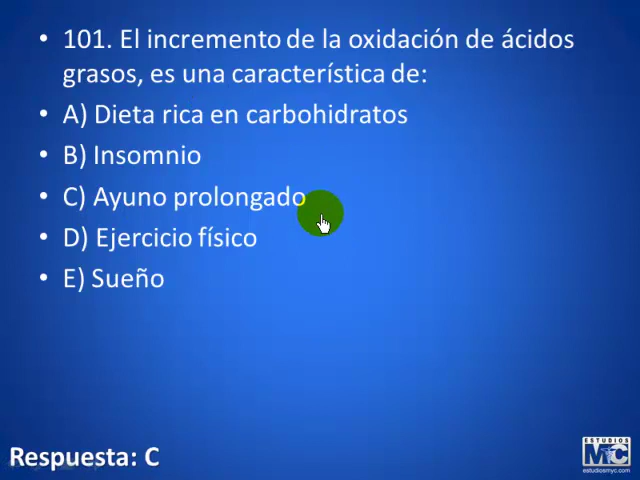 • 101. El incremento de la oxidación de ácidos
grasos, es una característica de:
• A) Dieta rica en carbohidratos
• B) Insomnio
• C) Ayuno prolongado
• D) Ejercicio físico
• E) Sueño
Respuesta: C
ESTUDIOS
MyC
estudiosmyc.com